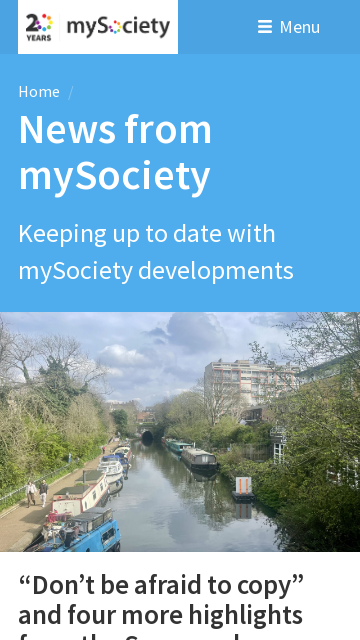 20 YEARS mySociety
Menu
Home /
News from
mySociety
Keeping up to date with
mySociety developments
“Don’t be afraid to copy”
and four more highlights